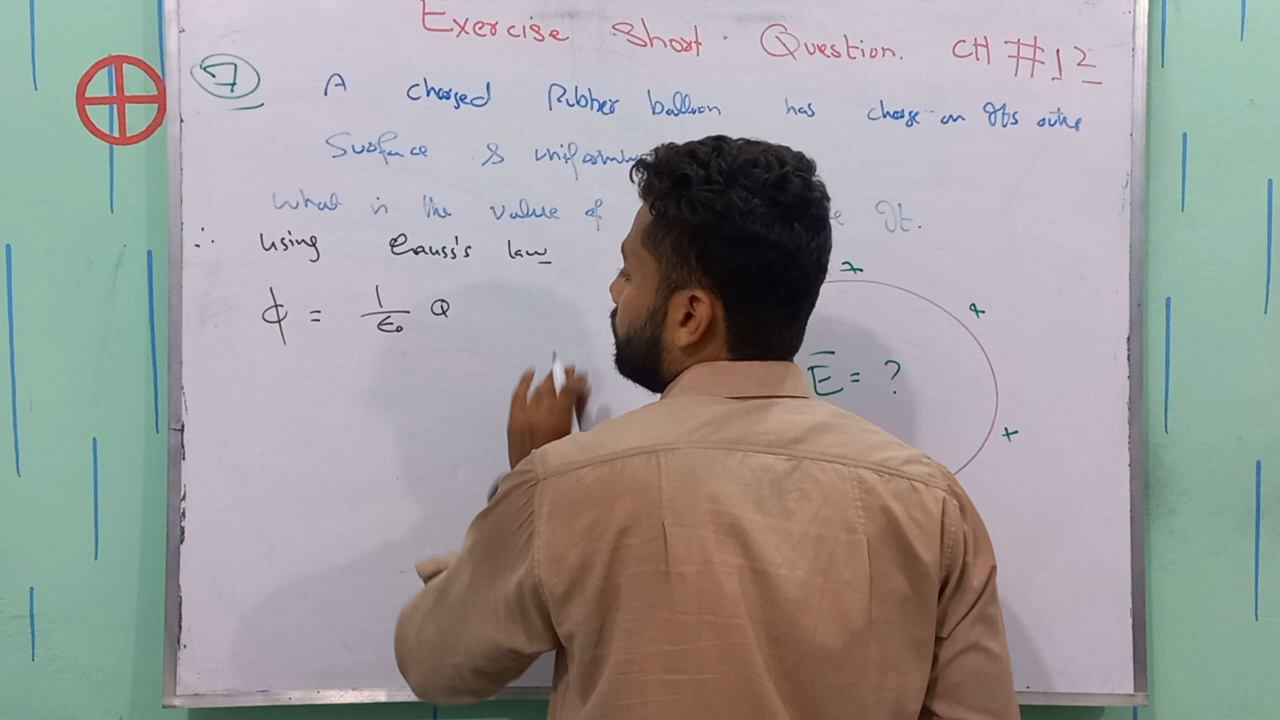 Exercise Short Question. CH #12
7 A charged Rubber balloon has charge on Its outer
Surface & uniformly
what is the value of It.
∴ using Gauss's law
ϕ = 1/ε₀ Q
E = ?